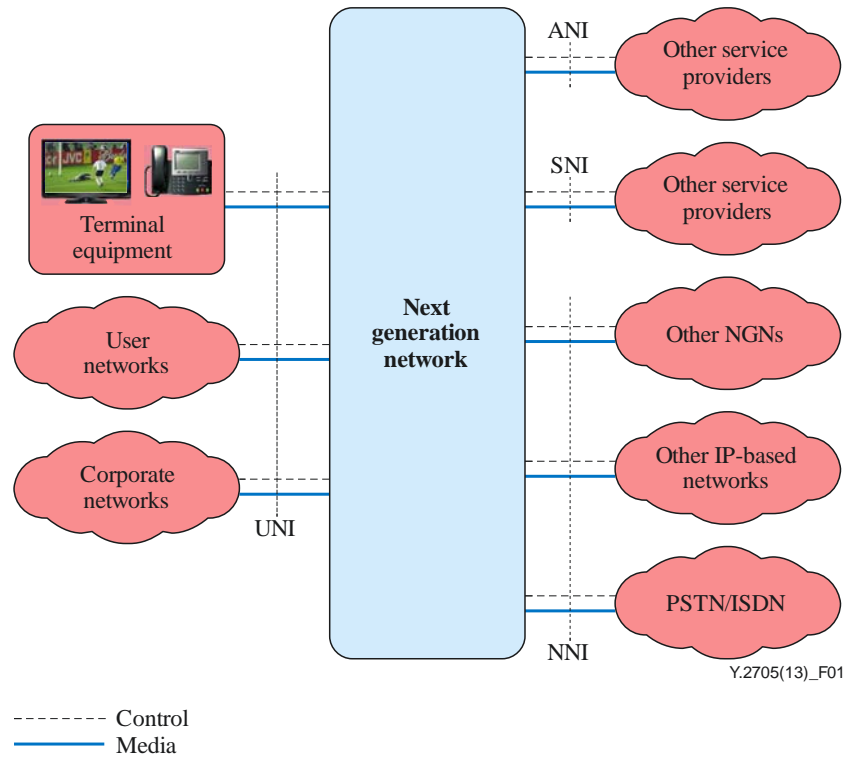 ANI
Other service
providers
JVC
Terminal
equipment
SNI
Other service
providers
Next
generation
network
User
networks
Other NGNs
Corporate
networks
Other IP-based
networks
UNI
PSTN/ISDN
NNI
Y.2705(13)_F01
Control
Media